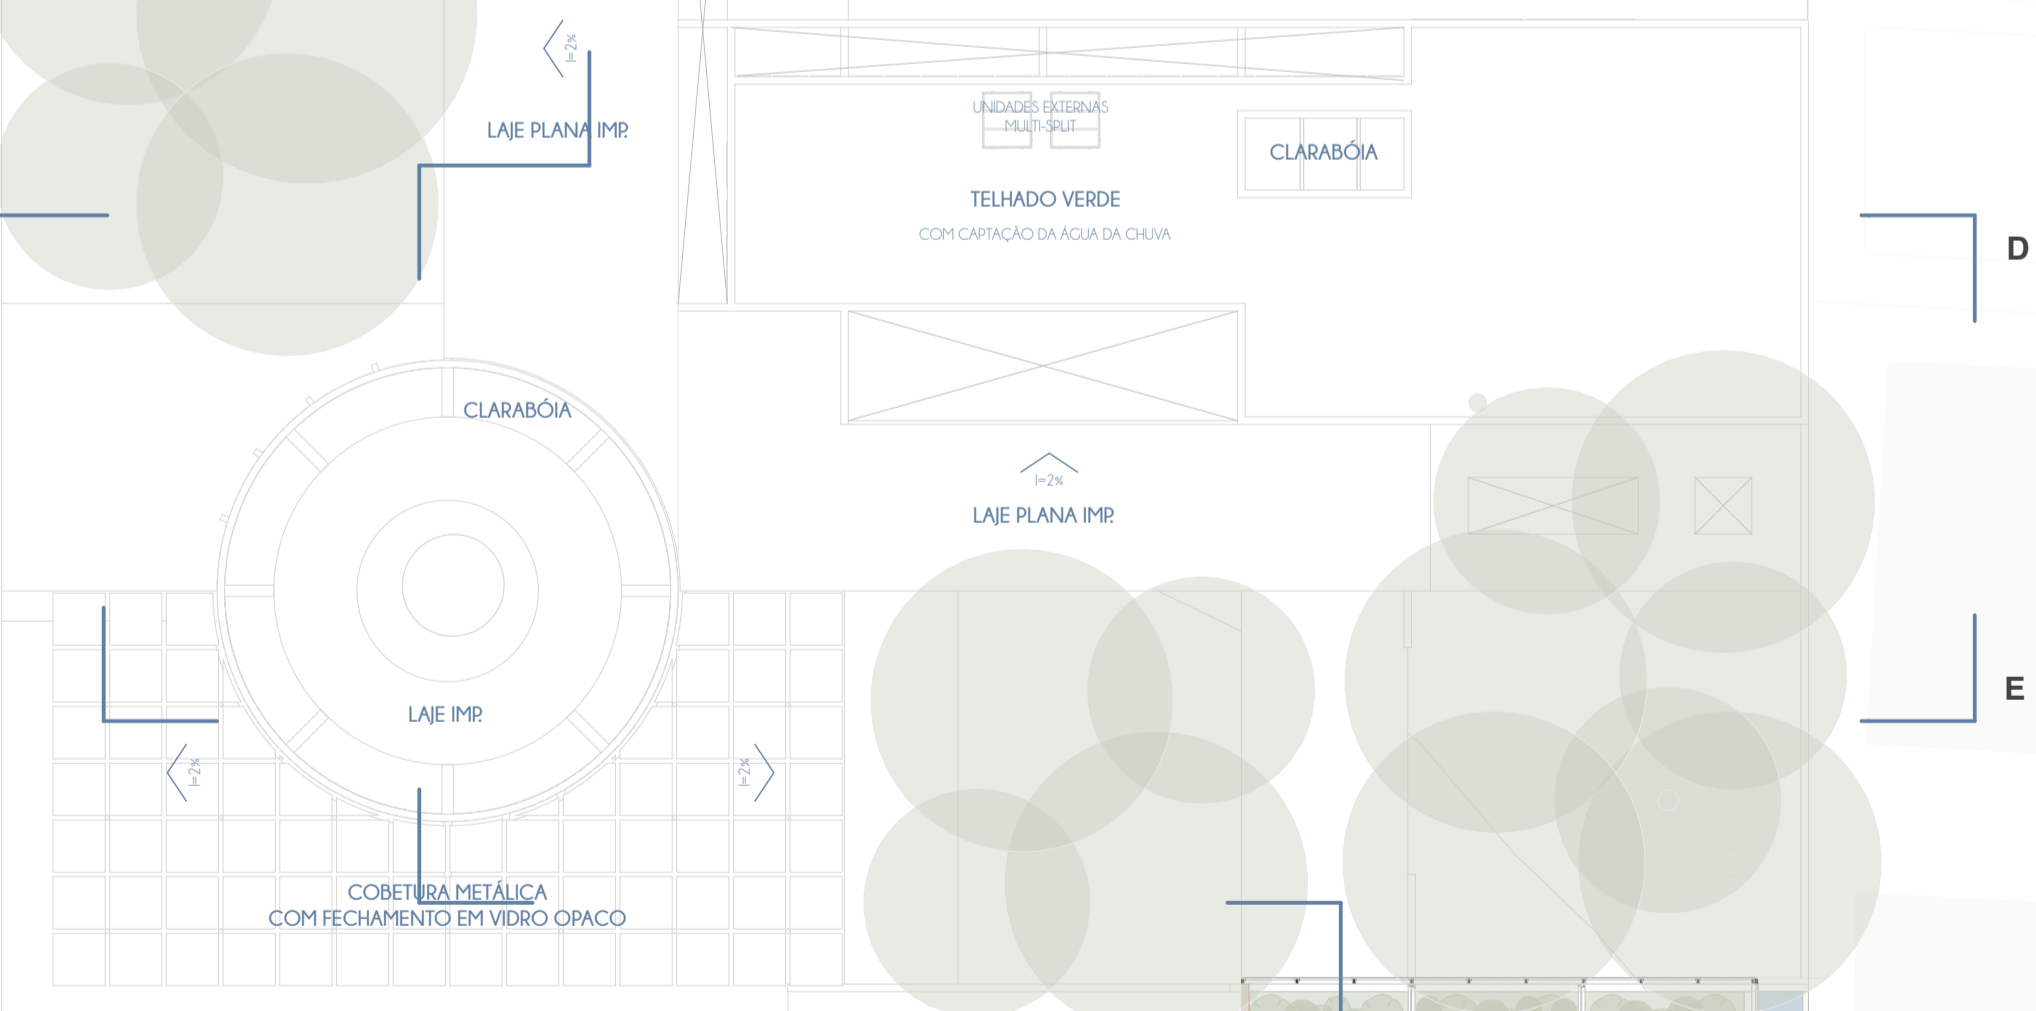 I=2%
LAJE PLANA IMP.
UNIDADES EXTERNAS
MULTI-SPLIT
CLARABÓIA
TELHADO VERDE
COM CAPTAÇÃO DA ÁGUA DA CHUVA
D
CLARABÓIA
I=2%
LAJE PLANA IMP.
E
LAJE IMP.
I=2%
I=2%
COBETURA METÁLICA
COM FECHAMENTO EM VIDRO OPACO